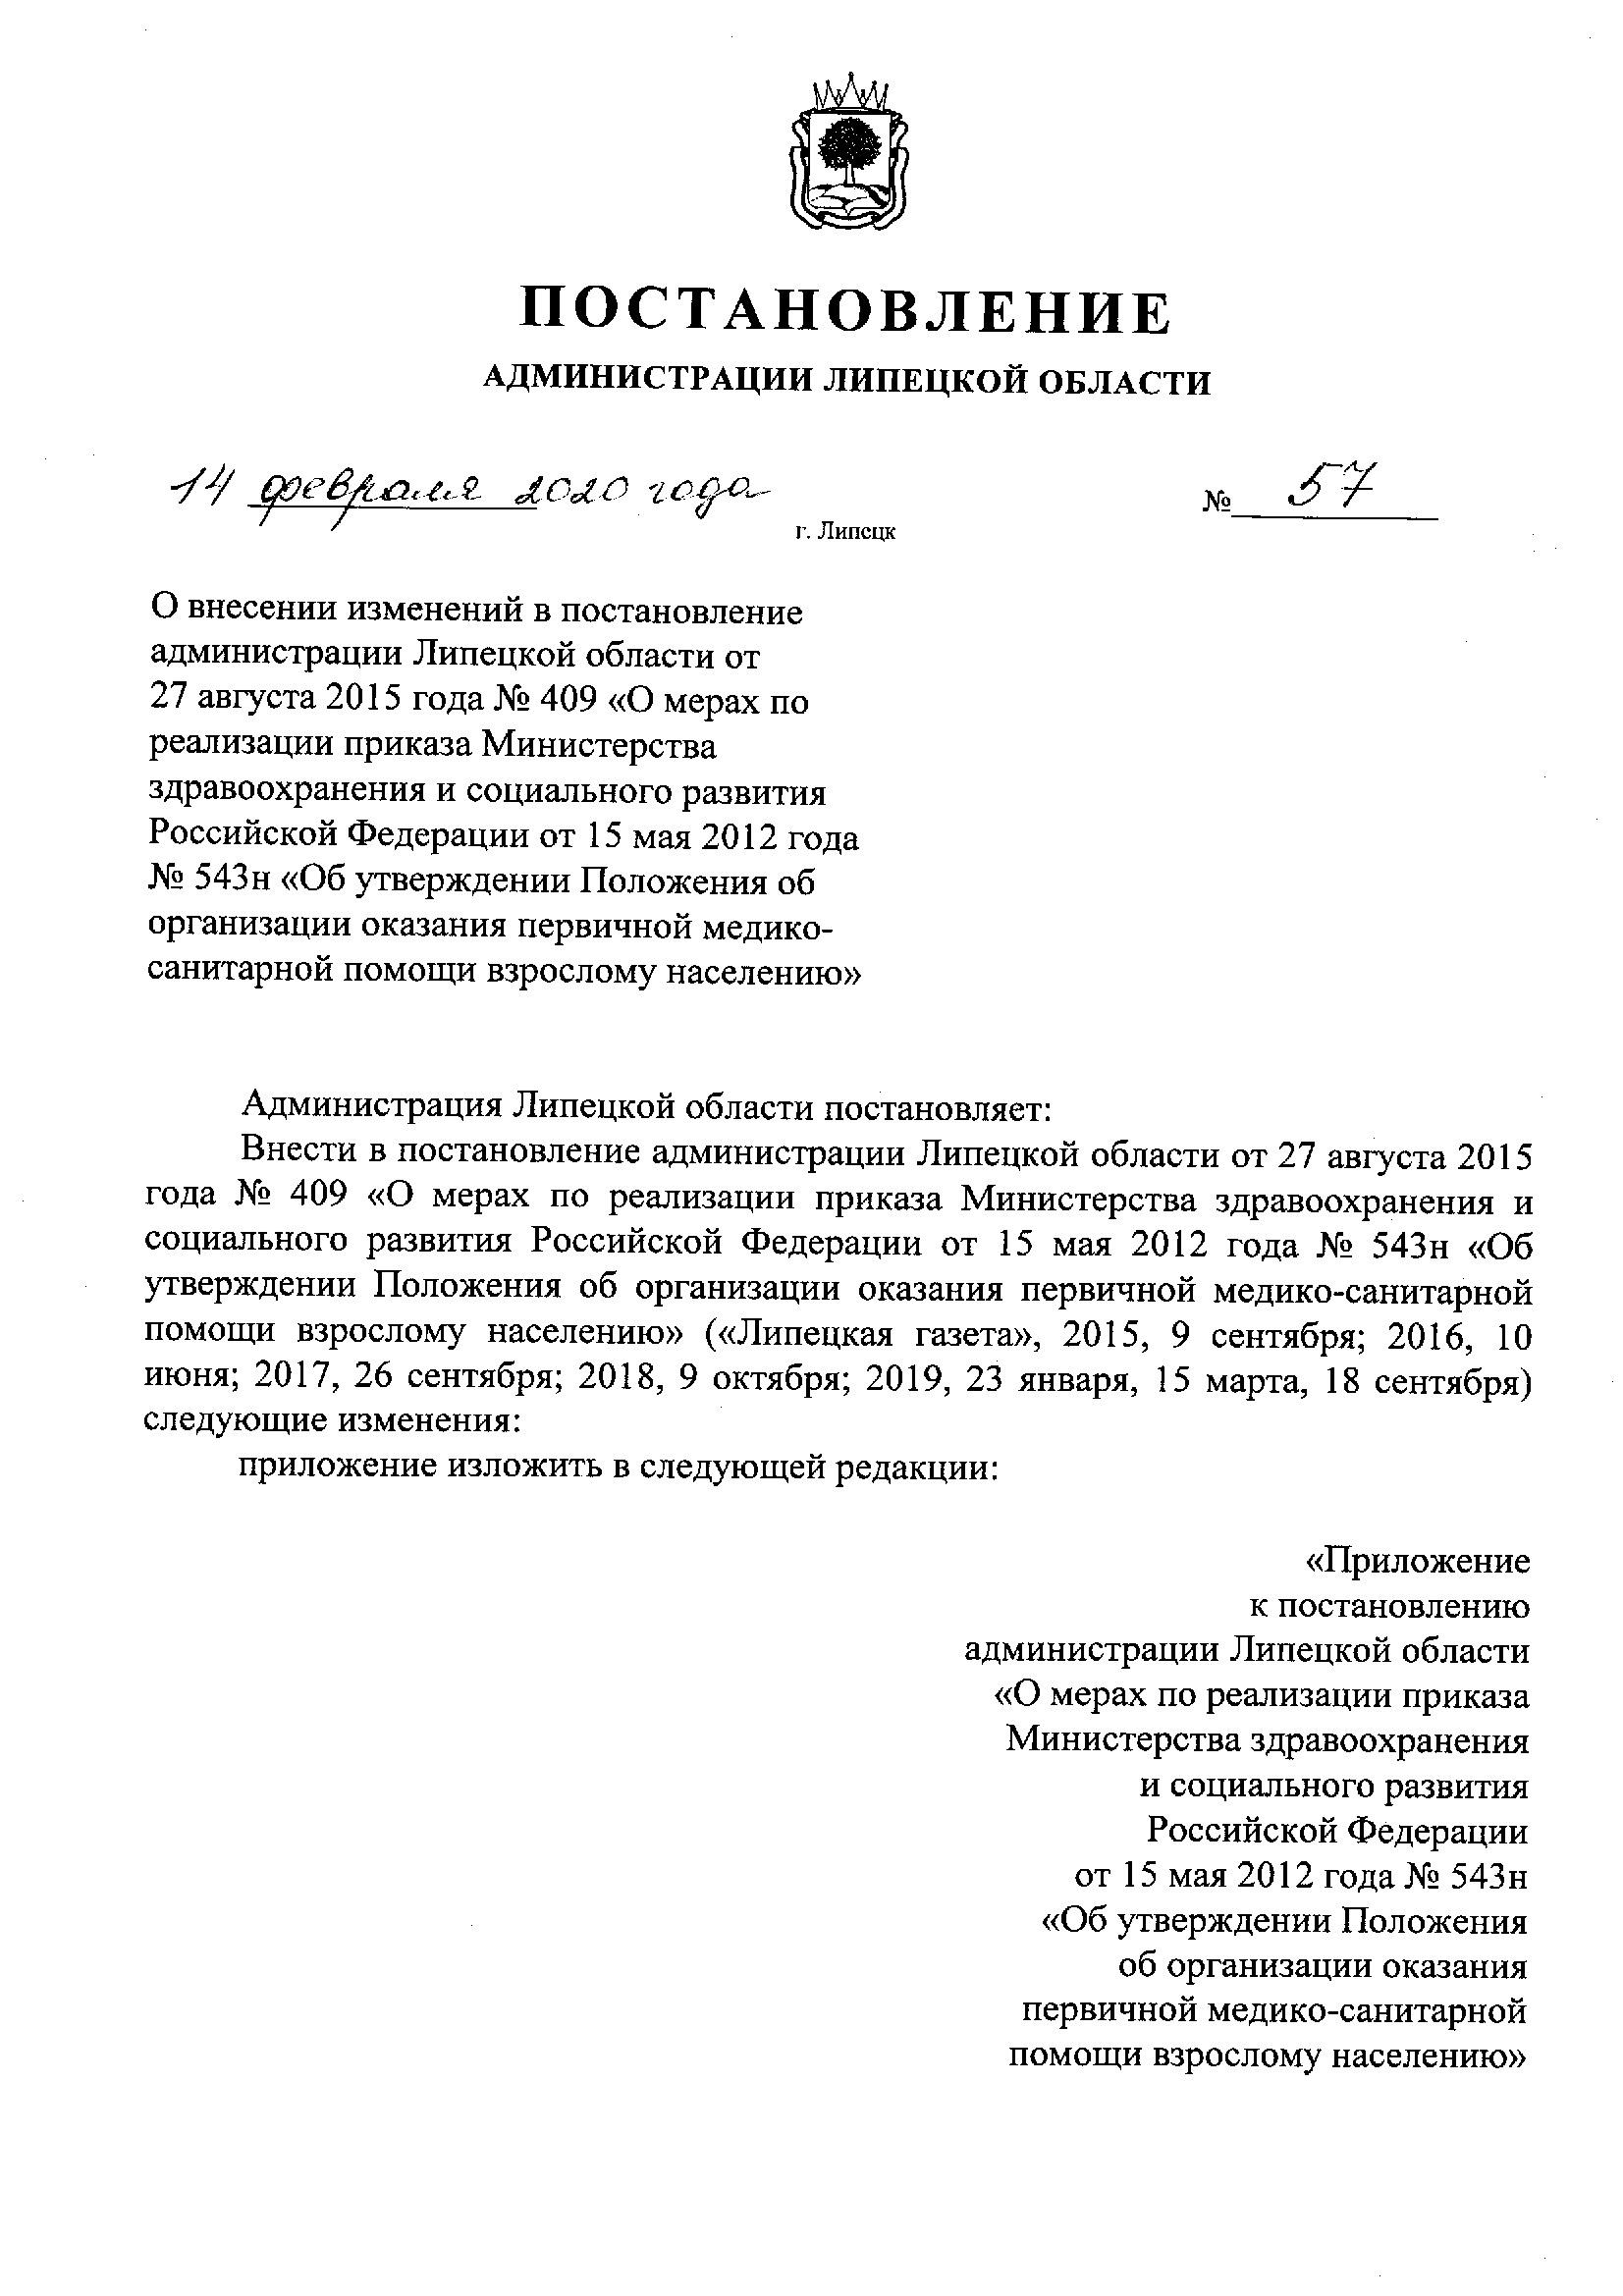 ПОСТАНОВЛЕНИЕ
АДМИНИСТРАЦИИ ЛИПЕЦКОЙ ОБЛАСТИ
14 февраля 2020 года
№ 57
г. Липецк
О внесении изменений в постановление
администрации Липецкой области от
27 августа 2015 года № 409 «О мерах по
реализации приказа Министерства
здравоохранения и социального развития
Российской Федерации от 15 мая 2012 года
№ 543н «Об утверждении Положения об
организации оказания первичной медико-
санитарной помощи взрослому населению»
Администрация Липецкой области постановляет:
Внести в постановление администрации Липецкой области от 27 августа 2015
года № 409 «О мерах по реализации приказа Министерства здравоохранения и
социального развития Российской Федерации от 15 мая 2012 года № 543н «Об
утверждении Положения об организации оказания первичной медико-санитарной
помощи взрослому населению» («Липецкая газета», 2015, 9 сентября; 2016, 10
июня; 2017, 26 сентября; 2018, 9 октября; 2019, 23 января, 15 марта, 18 сентября)
следующие изменения:
приложение изложить в следующей редакции:
«Приложение
к постановлению
администрации Липецкой области
«О мерах по реализации приказа
Министерства здравоохранения
и социального развития
Российской Федерации
от 15 мая 2012 года № 543н
«Об утверждении Положения
об организации оказания
первичной медико-санитарной
помощи взрослому населению»